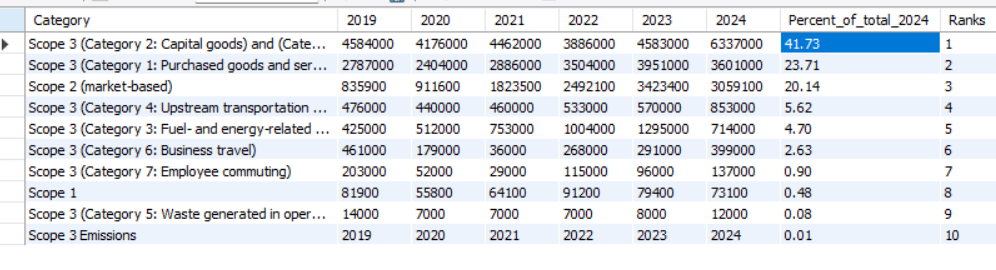 Category 2019 2020 2021 2022 2023 2024 Percent_of_total_2024 Ranks
Scope 3 (Category 2: Capital goods) and (Cate... 4584000 4176000 4462000 3886000 4583000 6337000 41.73 1
Scope 3 (Category 1: Purchased goods and ser... 2787000 2404000 2886000 3504000 3951000 3601000 23.71 2
Scope 2 (market-based) 835900 911600 1823500 2492100 3423400 3059100 20.14 3
Scope 3 (Category 4: Upstream transportation ... 476000 440000 460000 533000 570000 853000 5.62 4
Scope 3 (Category 3: Fuel- and energy-related ... 425000 512000 753000 1004000 1295000 714000 4.70 5
Scope 3 (Category 6: Business travel) 461000 179000 36000 268000 291000 399000 2.63 6
Scope 3 (Category 7: Employee commuting) 203000 52000 29000 115000 96000 137000 0.90 7
Scope 1 81900 55800 64100 91200 79400 73100 0.48 8
Scope 3 (Category 5: Waste generated in oper... 14000 7000 7000 7000 8000 12000 0.08 9
Scope 3 Emissions 2019 2020 2021 2022 2023 2024 0.01 10